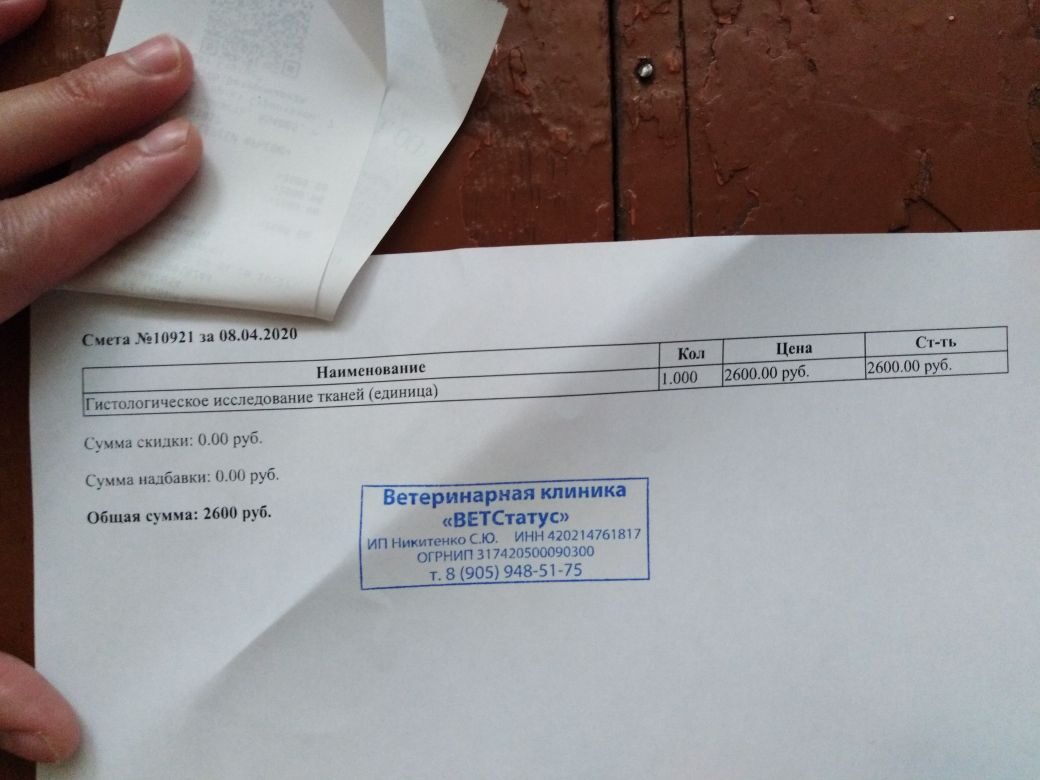 Смета №10921 за 08.04.2020
Наименование Кол Цена Ст-ть
Гистологическое исследование тканей (единица) 1.000 2600.00 руб. 2600.00 руб.
Сумма скидки: 0.00 руб.
Сумма надбавки: 0.00 руб.
Общая сумма: 2600 руб.
Ветеринарная клиника
«ВЕТСтатус»
ИП Никитенко С.Ю. ИНН 420214761817
ОГРНИП 317420500090300
т. 8 (905) 948-51-75